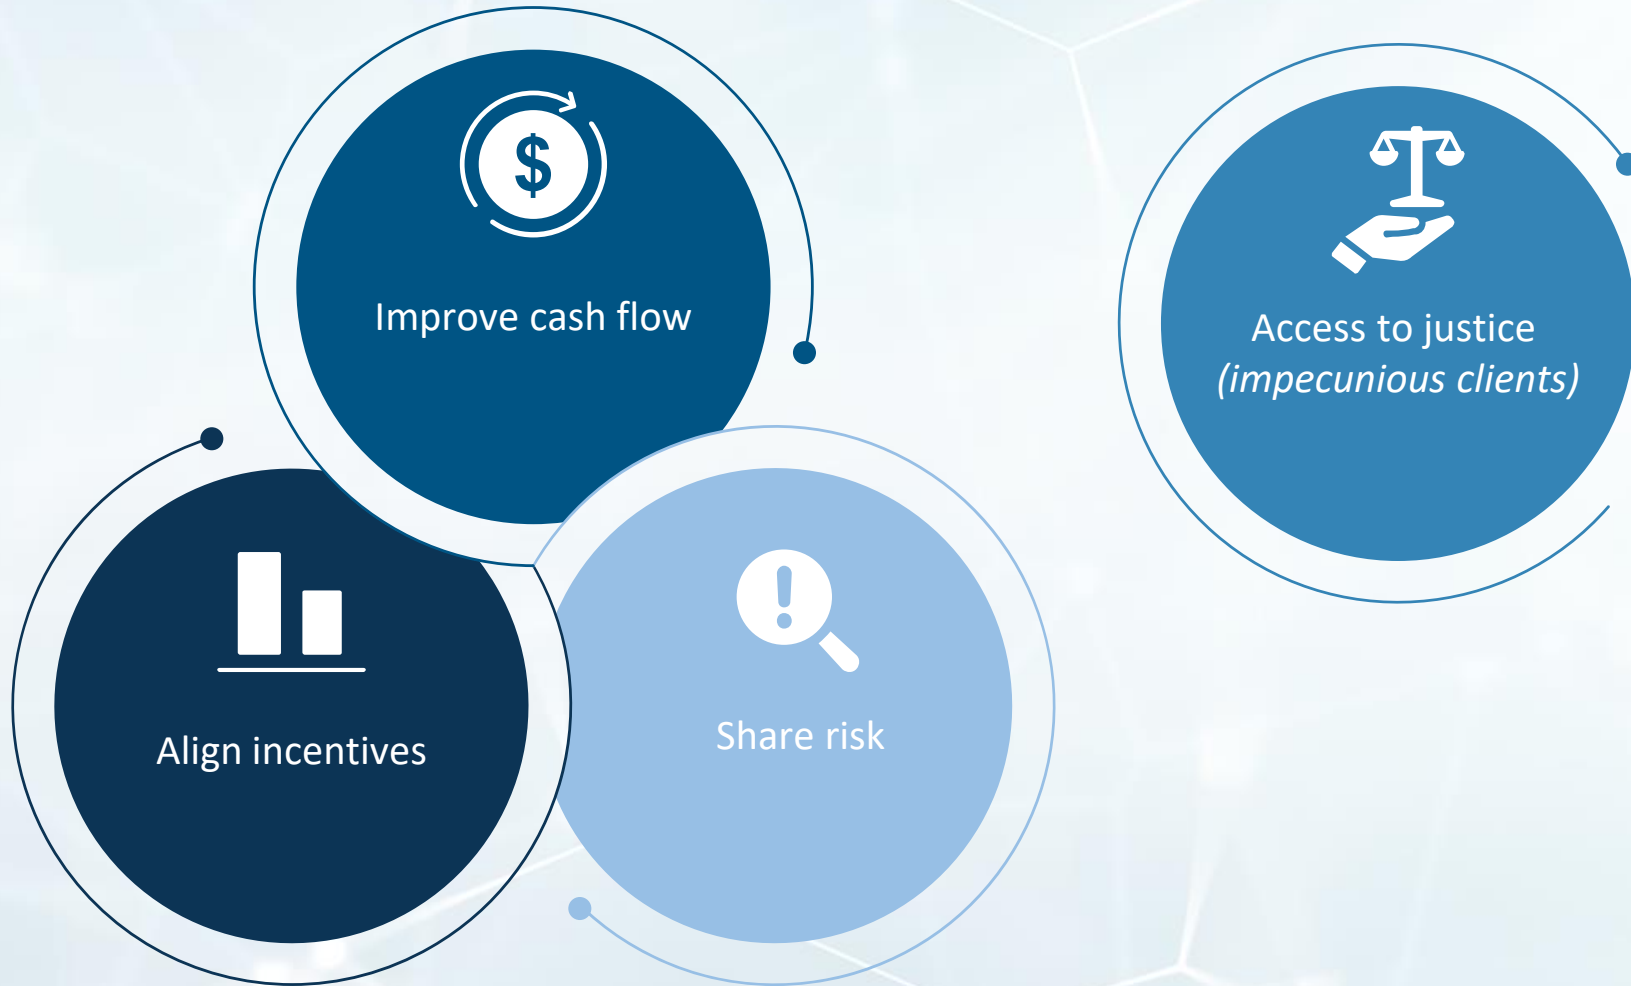 $
Improve cash flow
Access to justice
(impecunious clients)
Align incentives
Share risk